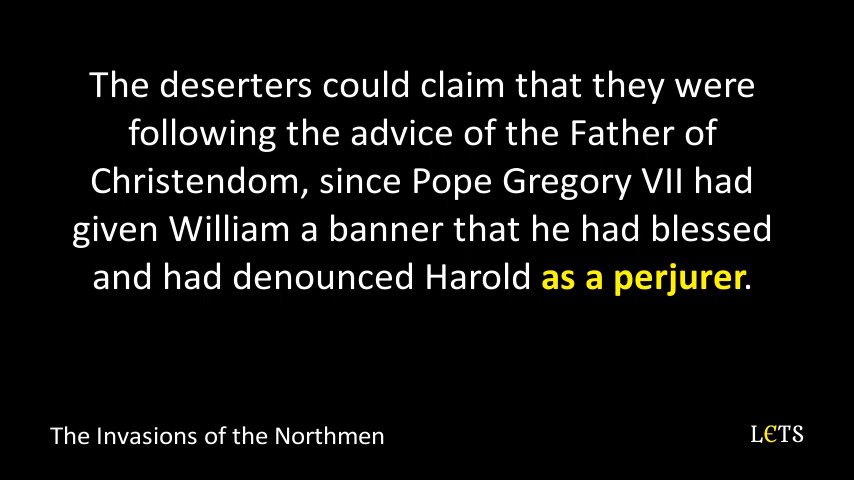 The deserters could claim that they were
following the advice of the Father of
Christendom, since Pope Gregory VII had
given William a banner that he had blessed
and had denounced Harold as a perjurer.
The Invasions of the Northmen
LЄTS